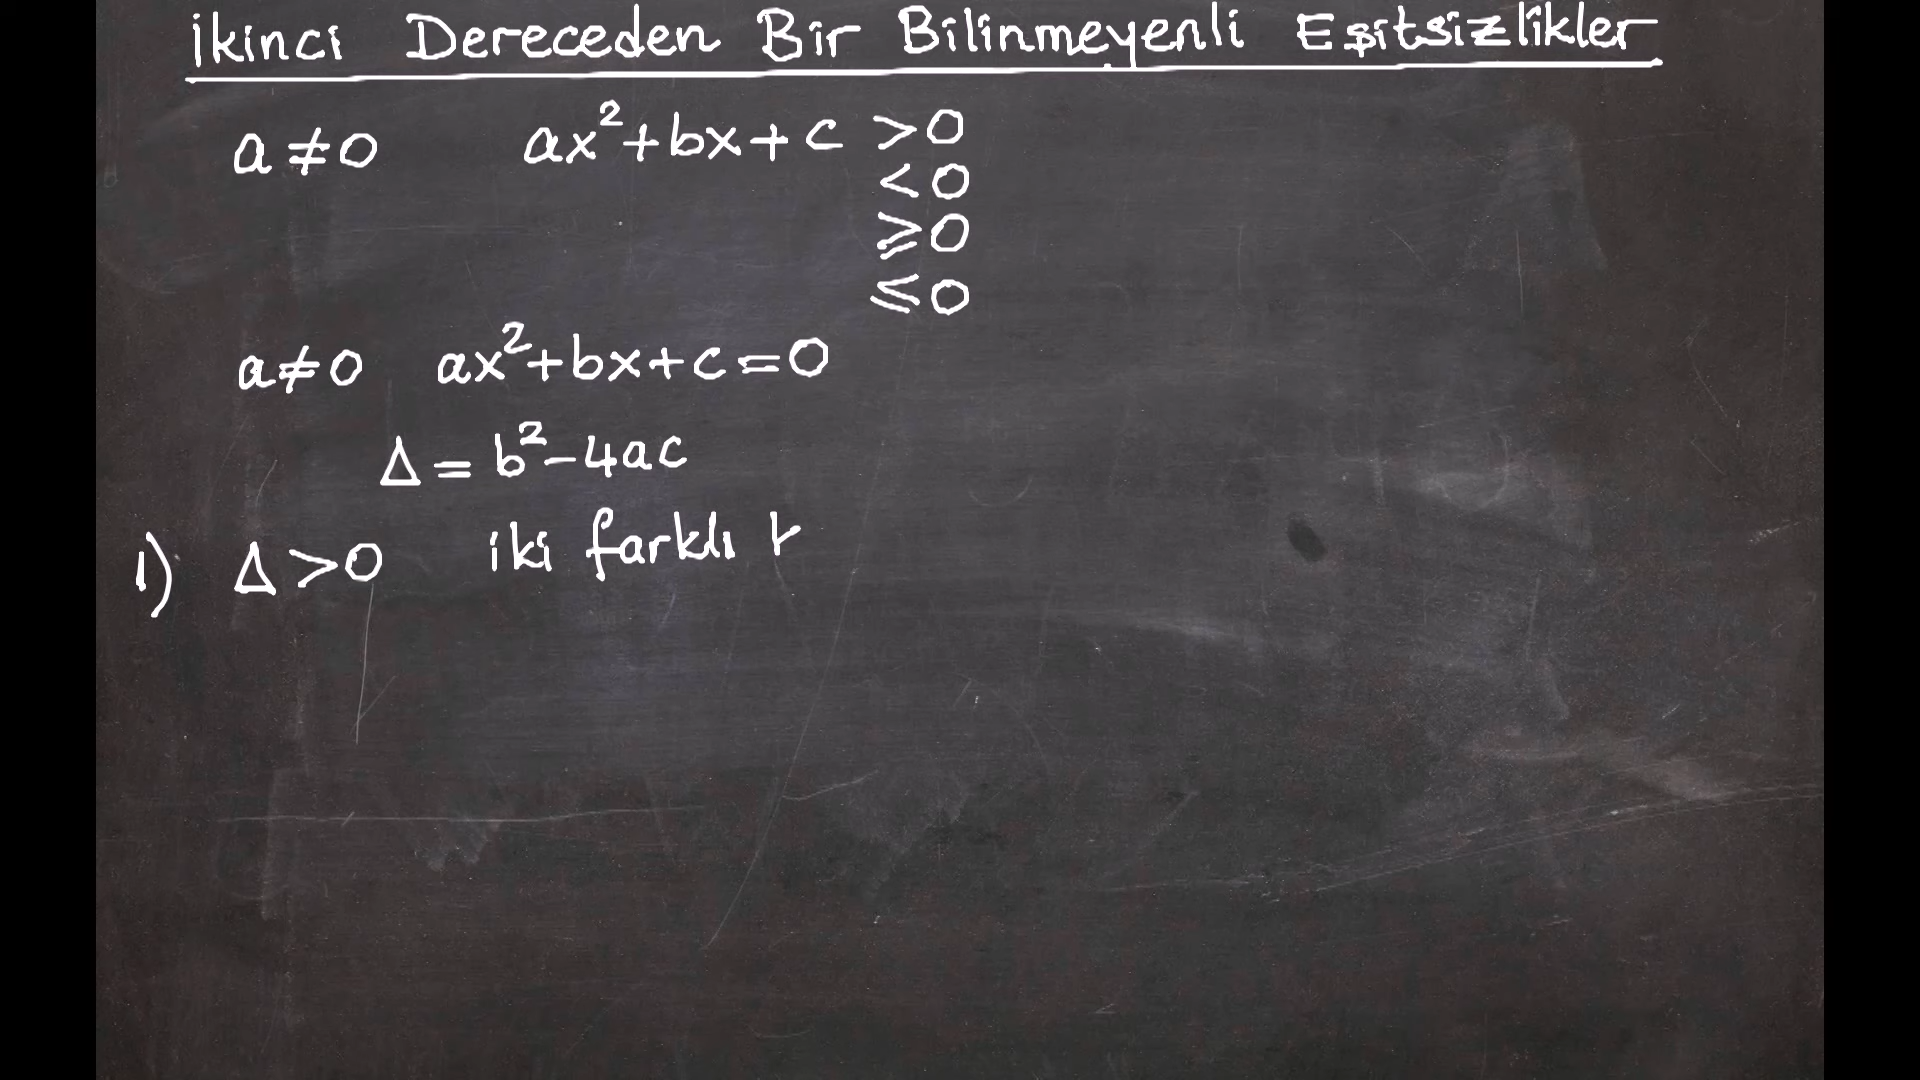 İkinci Dereceden Bir Bilinmeyenli Eşitsizlikler
a ≠ 0 ax²+bx+c >0
<0
≥0
≤0
a≠0 ax²+bx+c=0
Δ = b²-4ac
1) Δ >0 iki farklı